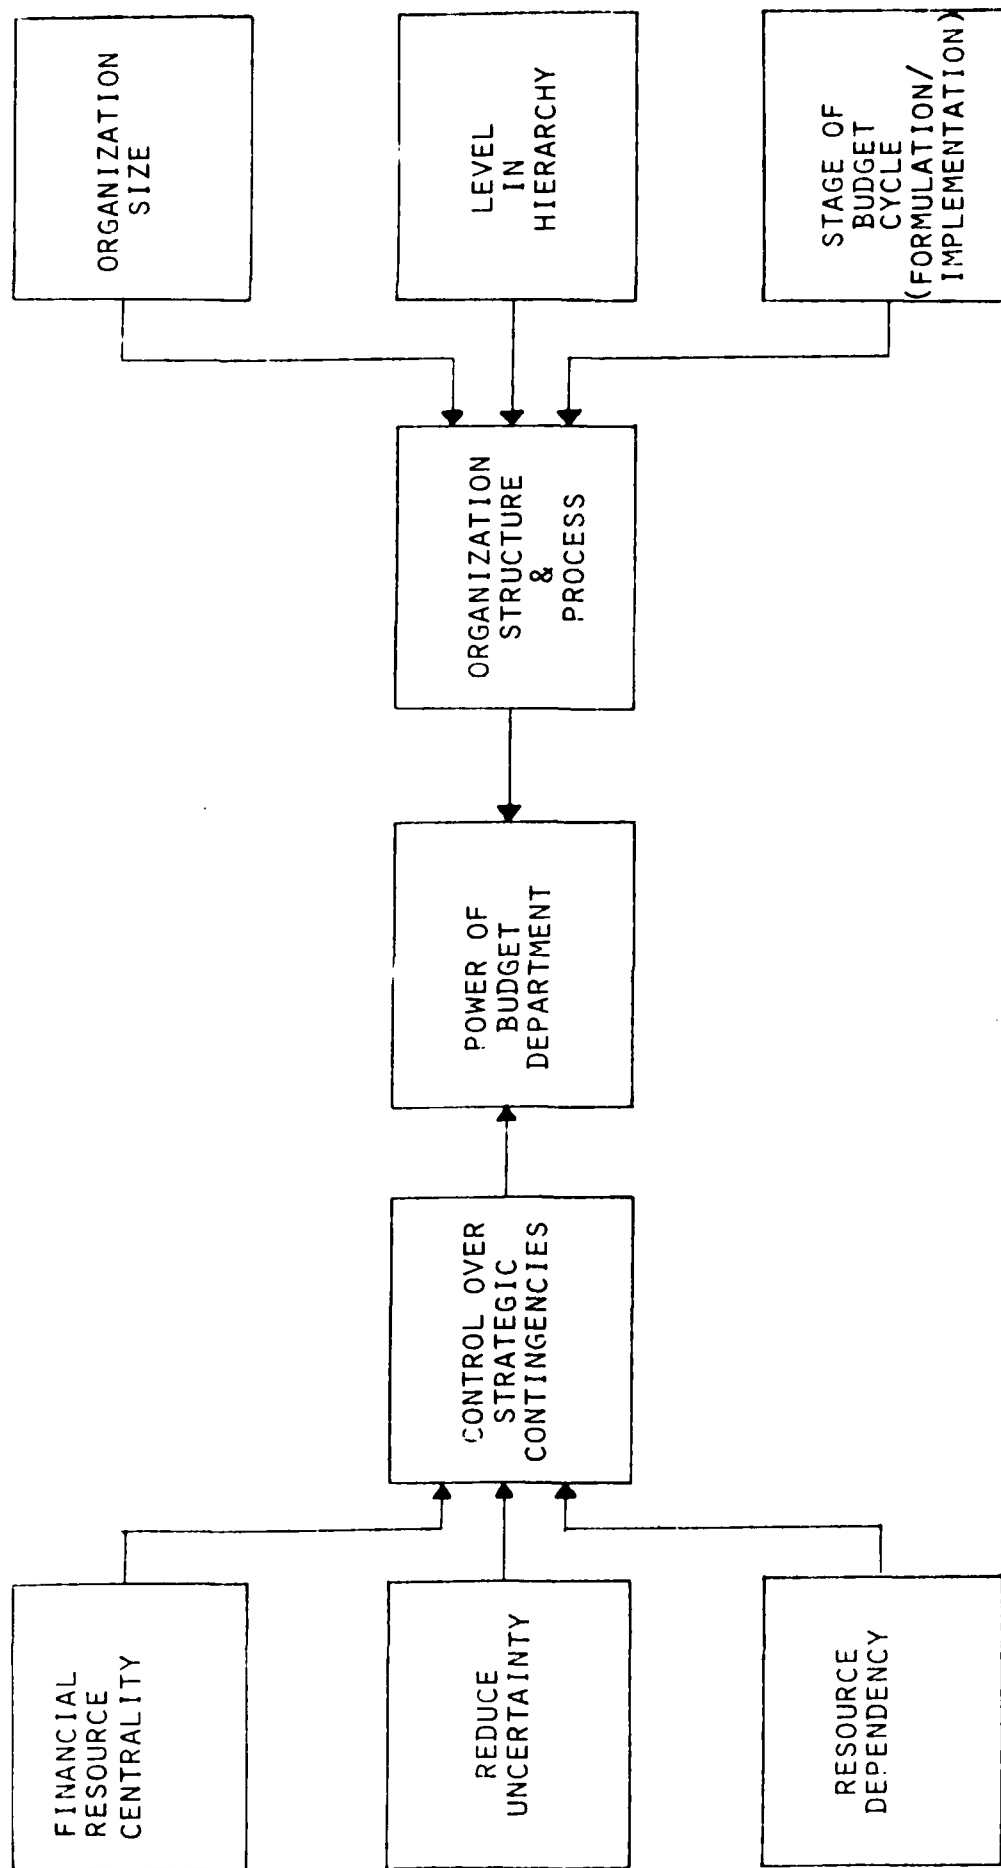 FINANCIAL
RESOURCE
CENTRALITY
REDUCE
UNCERTAINTY
RESOURCE
DEPENDENCY
CONTROL OVER
STRATEGIC
CONTINGENCIES
POWER OF
BUDGET
DEPARTMENT
ORGANIZATION
STRUCTURE
&
PROCESS
ORGANIZATION
SIZE
LEVEL
IN
HIERARCHY
STAGE OF
BUDGET
CYCLE
(FORMULATION/
IMPLEMENTATION)